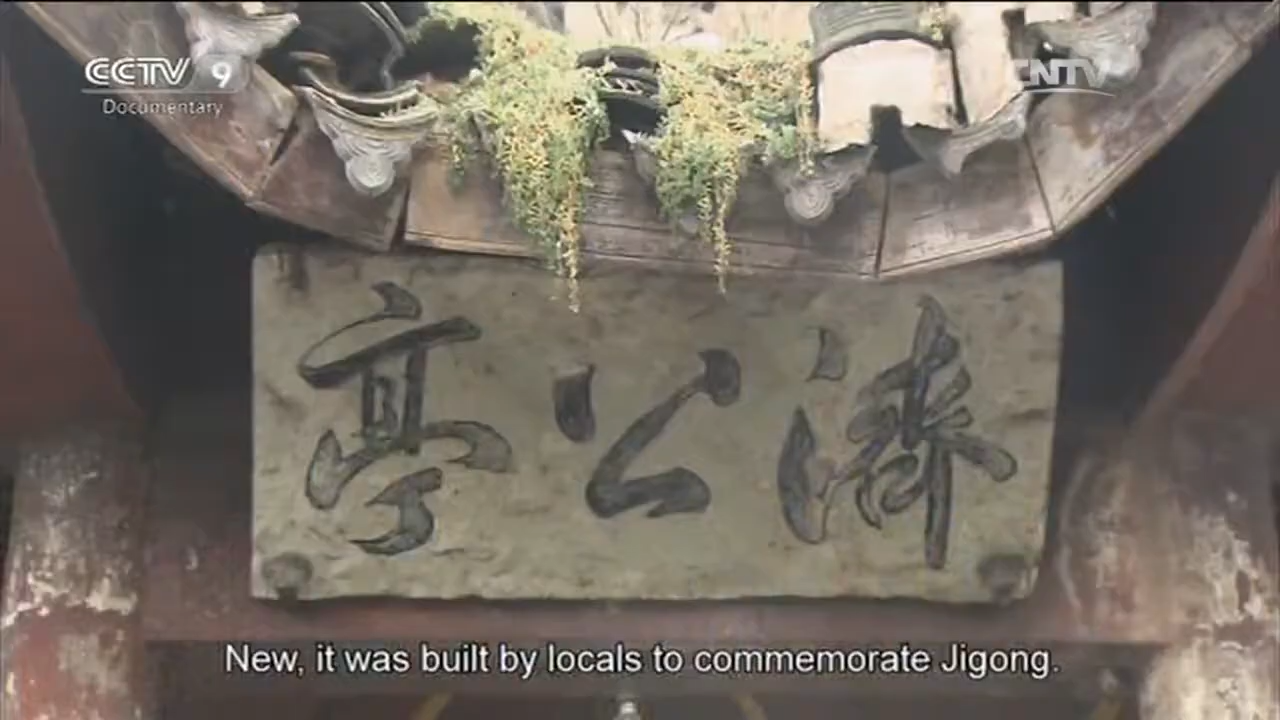 CCTV 9
Documentary
CNTV
濟公亭
New, it was built by locals to commemorate Jigong.